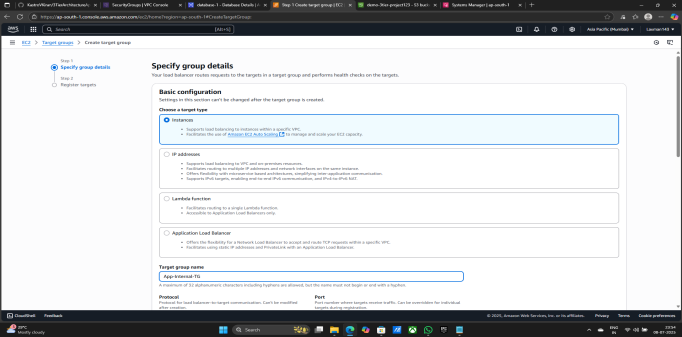 KastroVKiran/3TierArchitecture/
SecurityGroups | VPC Console
database-1 - Database Details |
Step 1 Create target group | EC2
demo-3tier-project123 - S3 buc
Systems Manager | ap-south-1
https://ap-south-1.console.aws.amazon.com/ec2/home?region=ap-south-1#CreateTargetGroup:
aws
Search
[Alt+S]
Asia Pacific (Mumbai)
EC2 > Target groups > Create target group
Step 1
Specify group details
Step 2
Register targets
Specify group details
Your load balancer routes requests to the targets in a target group and performs health checks on the targets.
Basic configuration
Settings in this section can't be changed after the target group is created.
Choose a target type
Instances
Supports load balancing to instances within a specific VPC.
Facilitates the use of Amazon EC2 Auto Scaling to manage and scale your EC2 capacity.
IP addresses
Supports load balancing to VPC and on-premises resources.
Facilitates routing to multiple IP addresses and network interfaces on the same instance.
Offers flexibility with microservice based architectures, simplifying inter-application communication.
Supports IPv6 targets, enabling end-to-end IPv6 communication, and IPv4-to-IPv6 NAT.
Lambda function
Facilitates routing to a single Lambda function.
Accessible to Application Load Balancers only.
Application Load Balancer
Offers the flexibility for a Network Load Balancer to accept and route TCP requests within a specific VPC.
Facilitates using static IP addresses and PrivateLink with an Application Load Balancer.
Target group name
App-Internal-TG
A maximum of 32 alphanumeric characters including hyphens are allowed, but the name must not begin or end with a hyphen.
Protocol
Protocol for load balancer-to-target communication. Can't be modified after creation.
Port
Port number where targets receive traffic. Can be overridden for individual targets during registration.
CloudShell
Feedback
© 2025, Amazon Web Services, Inc. or its affiliates.
Privacy
Terms
Cookie preferences
29°C
Mostly cloudy
Search
ENG
IN
23:54
08-07-2025